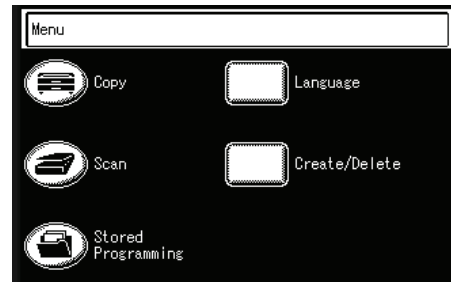 Menu
Copy
Language
Scan
Create/Delete
Stored
Programming